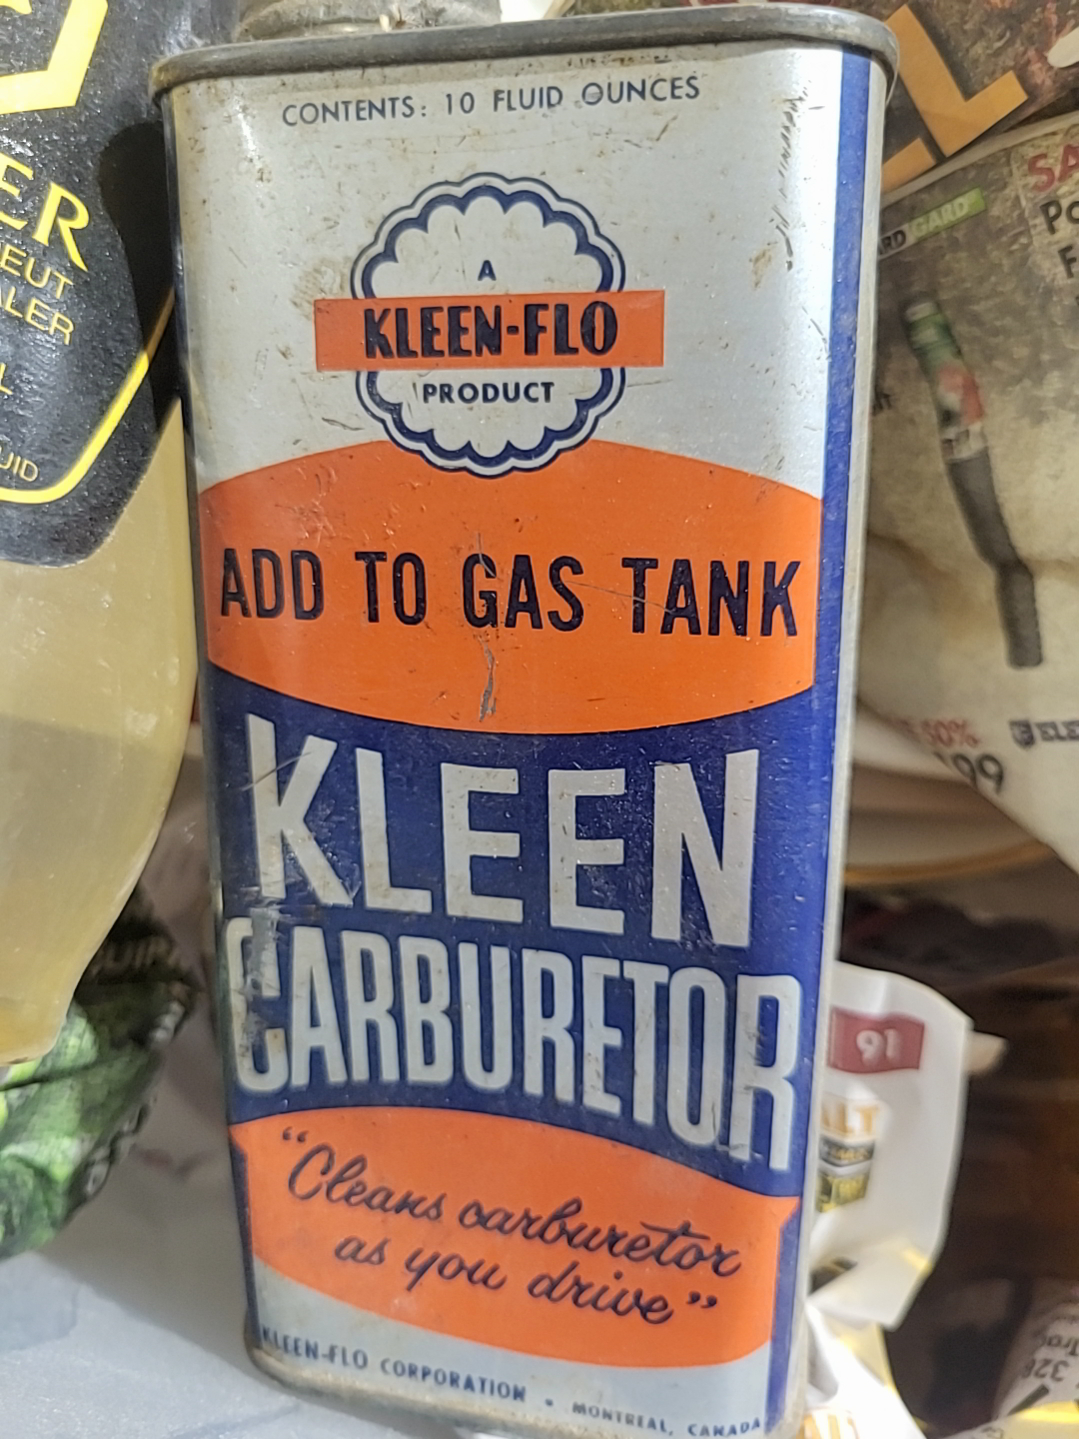 CONTENTS: 10 FLUID OUNCES
A
KLEEN-FLO
PRODUCT
ADD TO GAS TANK
KLEEN
CARBURETOR
“Cleans carburetor
as you drive”
KLEEN-FLO CORPORATION • MONTREAL, CANADA
91